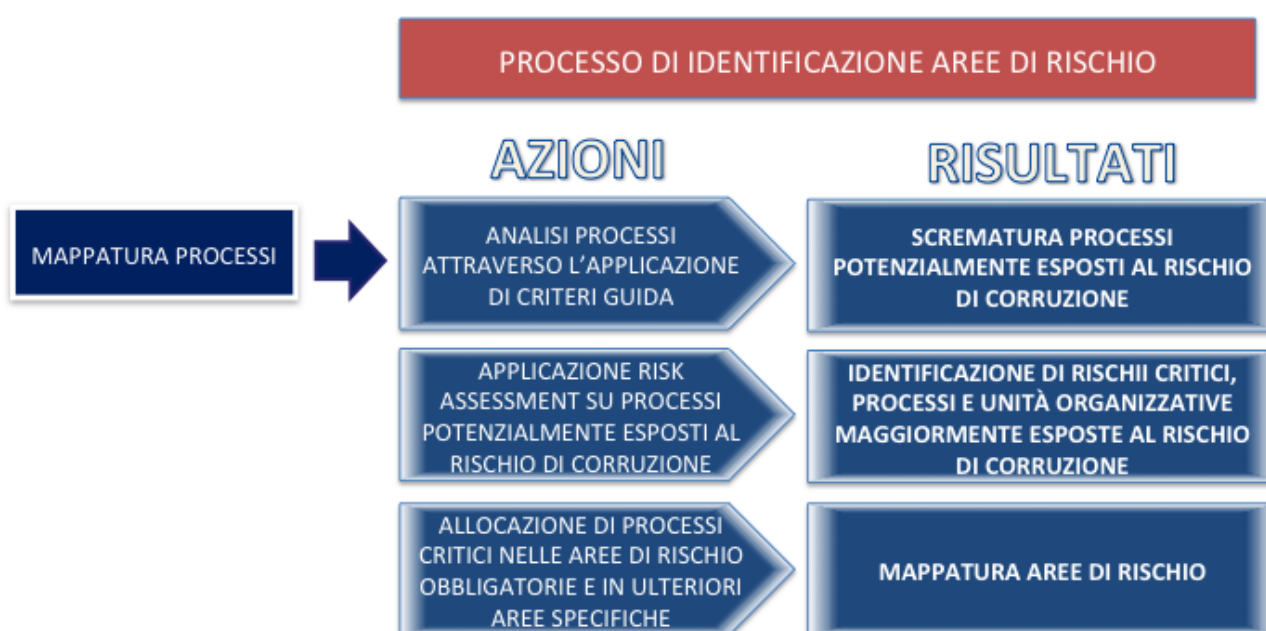 PROCESSO DI IDENTIFICAZIONE AREE DI RISCHIO
AZIONI
RISULTATI
MAPPATURA PROCESSI
ANALISI PROCESSI
ATTRAVERSO L’APPLICAZIONE
DI CRITERI GUIDA
SCREMATURA PROCESSI
POTENZIALMENTE ESPOSTI AL RISCHIO
DI CORRUZIONE
APPLICAZIONE RISK
ASSESSMENT SU PROCESSI
POTENZIALMENTE ESPOSTI AL
RISCHIO DI CORRUZIONE
IDENTIFICAZIONE DI RISCHII CRITICI,
PROCESSI E UNITÀ ORGANIZZATIVE
MAGGIORMENTE ESPOSTE AL RISCHIO
DI CORRUZIONE
ALLOCAZIONE DI PROCESSI
CRITICI NELLE AREE DI RISCHIO
OBBLIGATORIE E IN ULTERIORI
AREE SPECIFICHE
MAPPATURA AREE DI RISCHIO